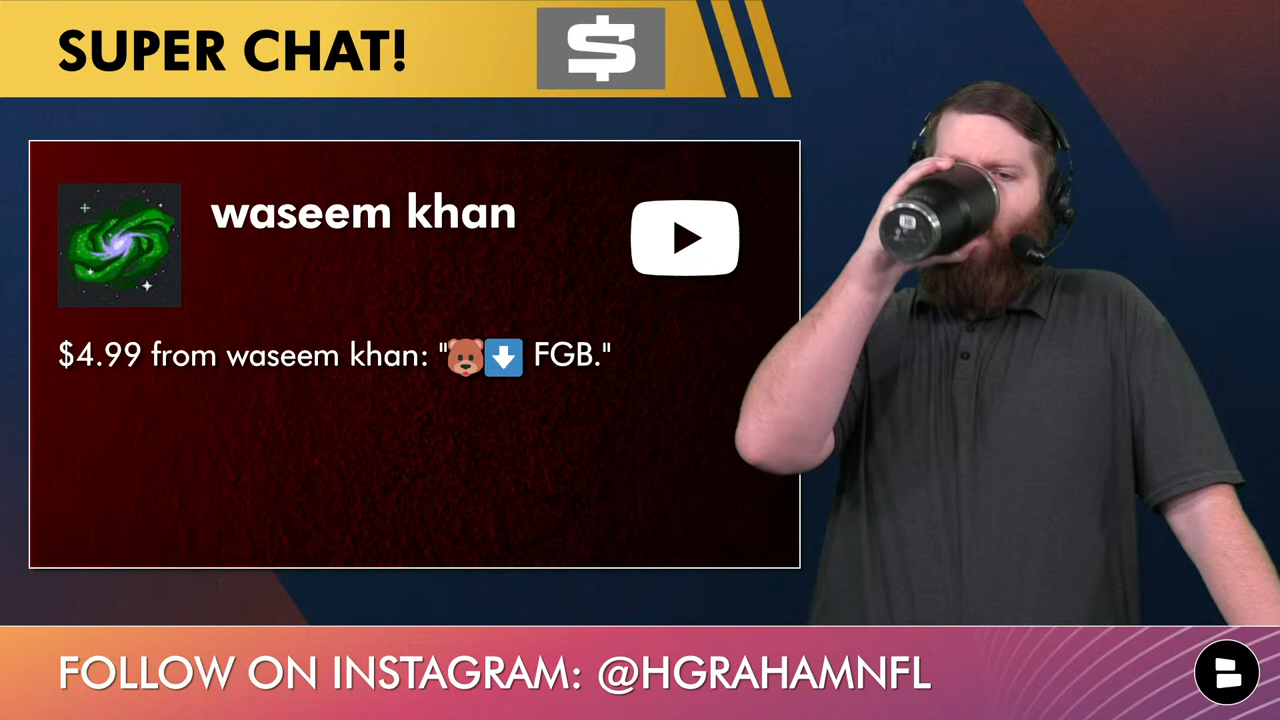 SUPER CHAT!
$
waseem khan
$4.99 from waseem khan: "🐻⬇️ FGB."
FOLLOW ON INSTAGRAM: @HGRAHAMNFL